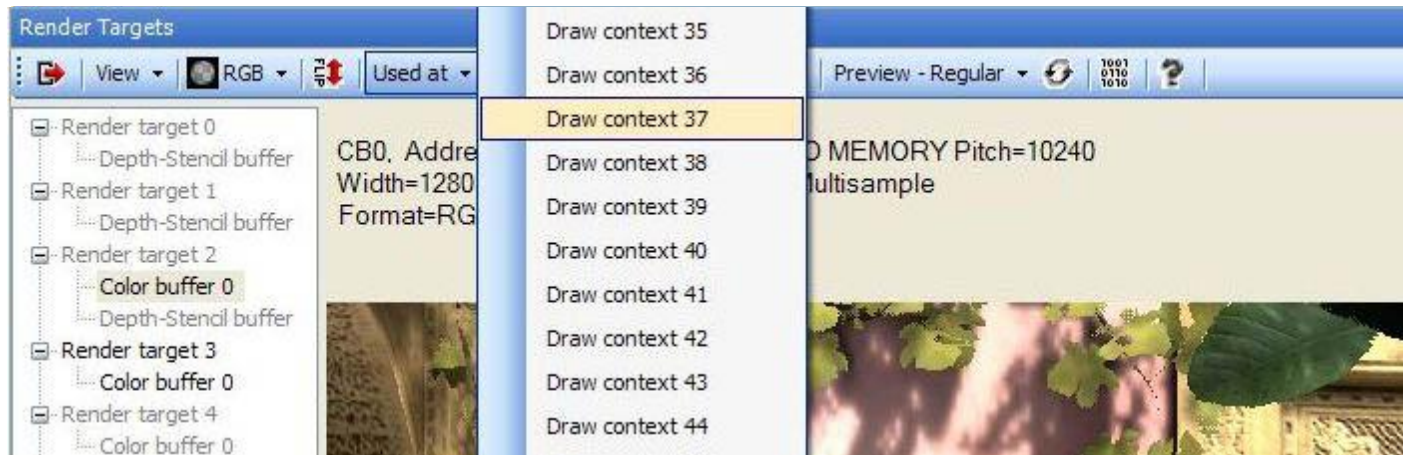 Render Targets
View RGB Used at Preview - Regular 1001 0110 1010 ?
Render target 0
Depth-Stencil buffer
Render target 1
Depth-Stencil buffer
Render target 2
Color buffer 0
Depth-Stencil buffer
Render target 3
Color buffer 0
Render target 4
Color buffer 0
Draw context 35
Draw context 36
Draw context 37
Draw context 38
Draw context 39
Draw context 40
Draw context 41
Draw context 42
Draw context 43
Draw context 44
CB0, Addre
MEMORY Pitch=10240
Width=1280
Format=RG